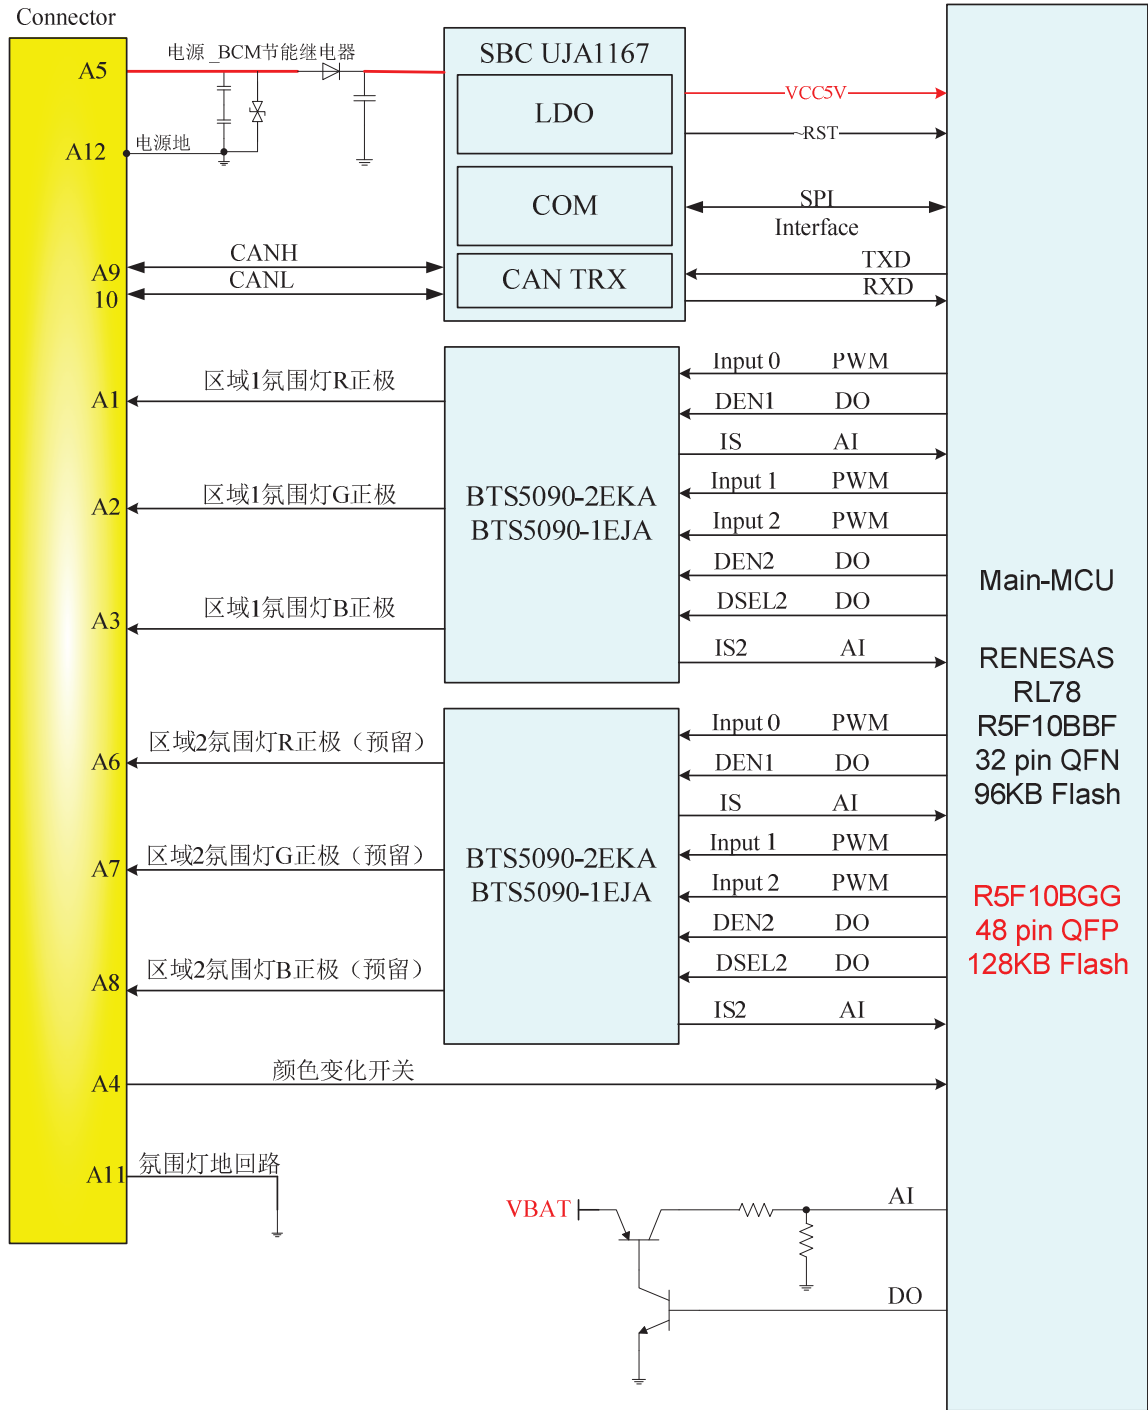 Connector
电源_BCM节能继电器
A5
电源地
A12
CANH
A9
CANL
10
SBC UJA1167
LDO
COM
CAN TRX
VCC5V
~RST
SPI
Interface
TXD
RXD
区域1氛围灯R正极
A1
区域1氛围灯G正极
A2
区域1氛围灯B正极
A3
BTS5090-2EKA
BTS5090-1EJA
Input 0 PWM
DEN1 DO
IS AI
Input 1 PWM
Input 2 PWM
DEN2 DO
DSEL2 DO
IS2 AI
区域2氛围灯R正极（预留）
A6
区域2氛围灯G正极（预留）
A7
区域2氛围灯B正极（预留）
A8
BTS5090-2EKA
BTS5090-1EJA
Input 0 PWM
DEN1 DO
IS AI
Input 1 PWM
Input 2 PWM
DEN2 DO
DSEL2 DO
IS2 AI
颜色变化开关
A4
氛围灯地回路
A11
VBAT
AI
DO
Main-MCU
RENESAS
RL78
R5F10BBF
32 pin QFN
96KB Flash
R5F10BGG
48 pin QFP
128KB Flash